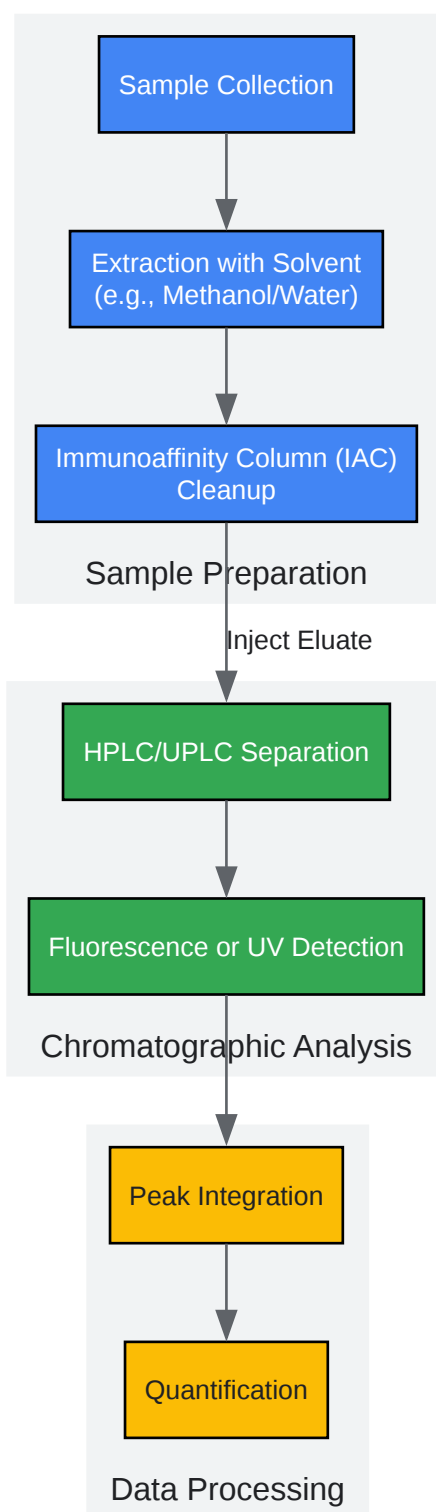 Sample Collection
Extraction with Solvent
(e.g., Methanol/Water)
Immunoaffinity Column (IAC)
Cleanup
Sample Preparation
Inject Eluate
HPLC/UPLC Separation
Fluorescence or UV Detection
Chromatographic Analysis
Peak Integration
Quantification
Data Processing